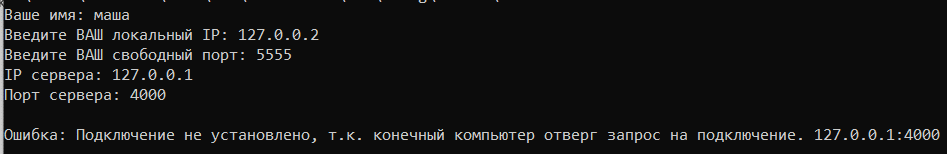 Ваше имя: маша
Введите ВАШ локальный IP: 127.0.0.2
Введите ВАШ свободный порт: 5555
IP сервера: 127.0.0.1
Порт сервера: 4000
Ошибка: Подключение не установлено, т.к. конечный компьютер отверг запрос на подключение. 127.0.0.1:4000